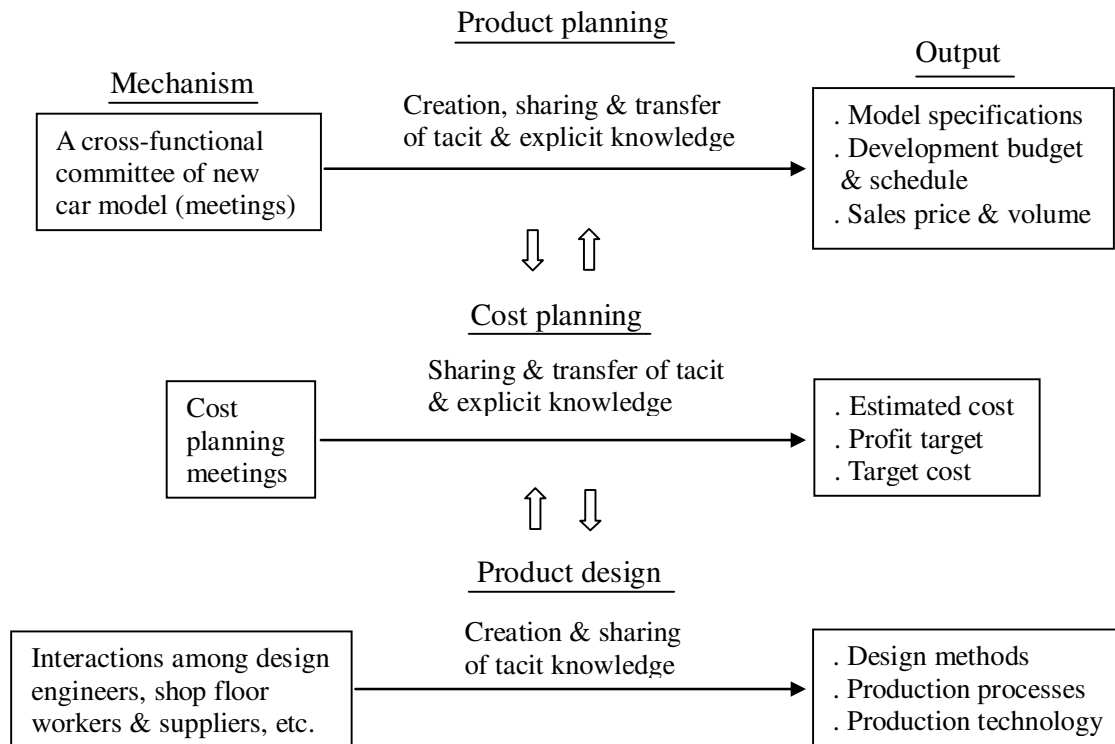 Product planning
Mechanism
Output
Creation, sharing & transfer
of tacit & explicit knowledge
A cross-functional
committee of new
car model (meetings)
. Model specifications
. Development budget
& schedule
. Sales price & volume
Cost planning
Sharing & transfer of tacit
& explicit knowledge
Cost
planning
meetings
. Estimated cost
. Profit target
. Target cost
Product design
Creation & sharing
of tacit knowledge
Interactions among design
engineers, shop floor
workers & suppliers, etc.
. Design methods
. Production processes
. Production technology